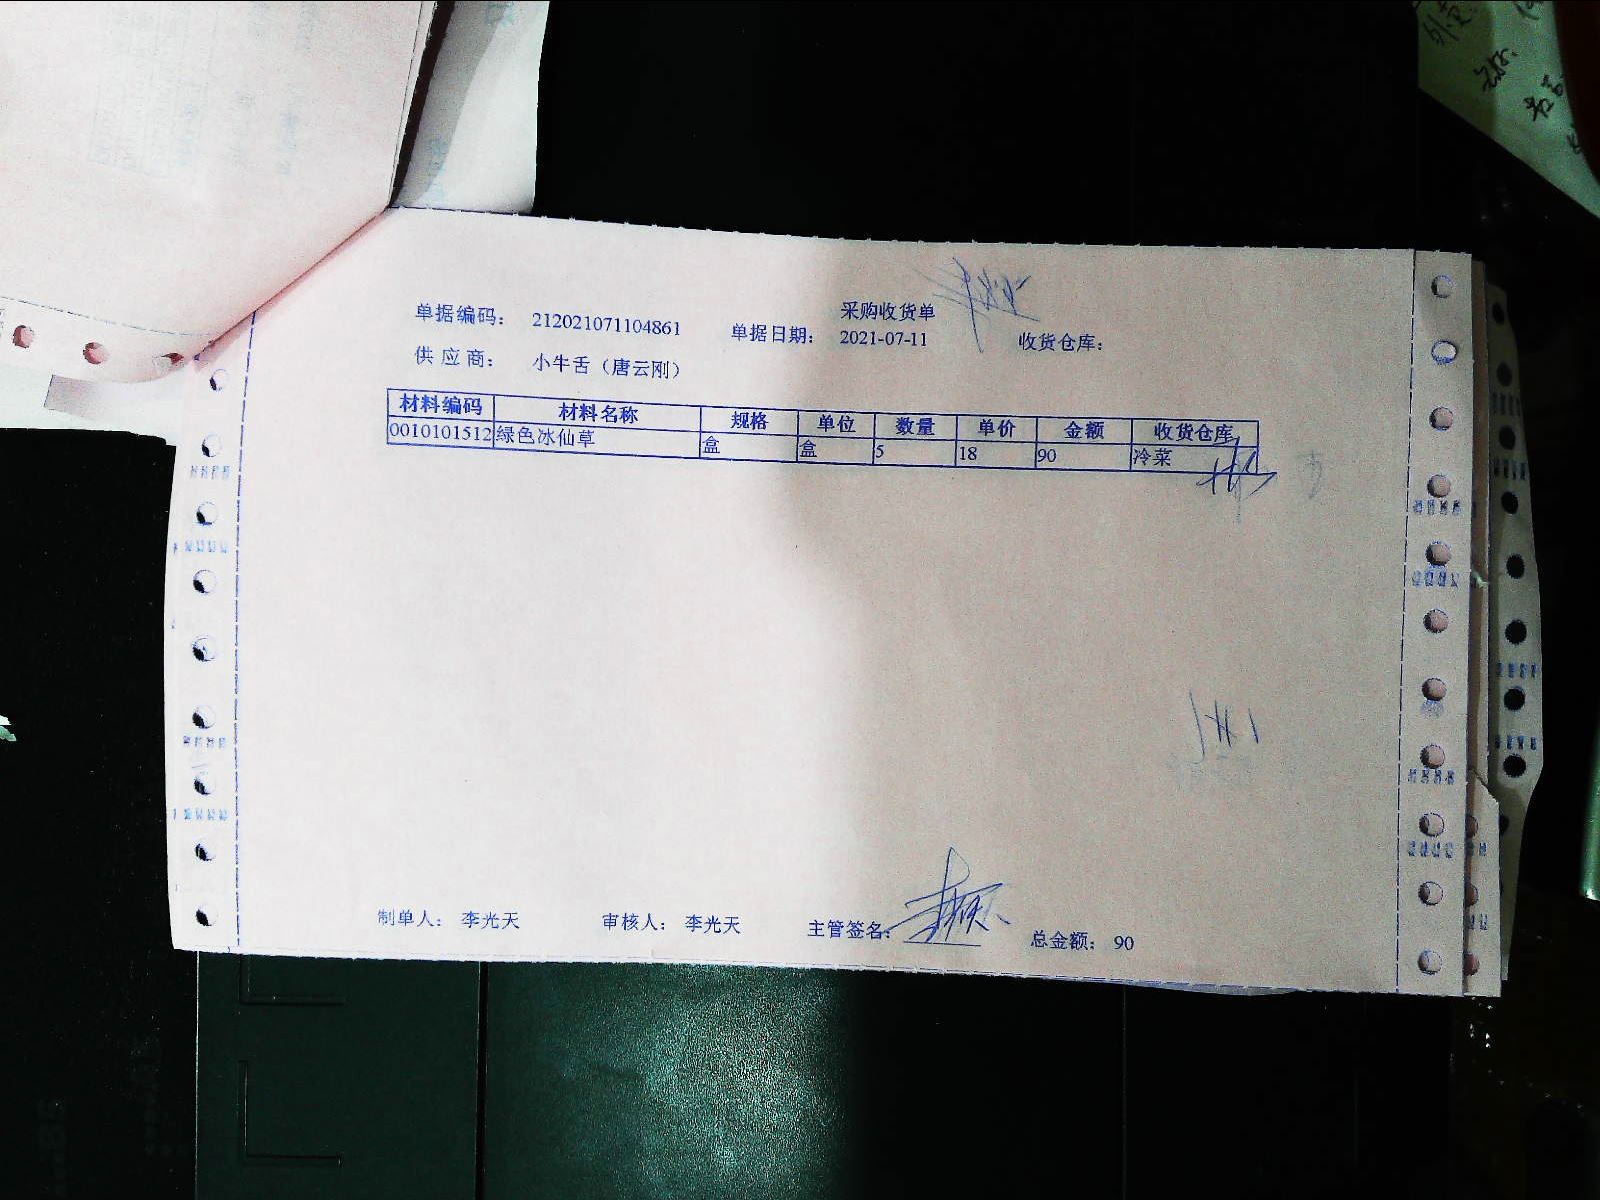 采购收货单
单据编码： 212021071104861 单据日期： 2021-07-11 收货仓库：
供 应 商： 小牛舌（唐云刚）
材料编码 材料名称 规格 单位 数量 单价 金额 收货仓库
0010101512 绿色冰仙草 盒 盒 5 18 90 冷菜
制单人： 李光天 审核人： 李光天 主管签名： 总金额： 90